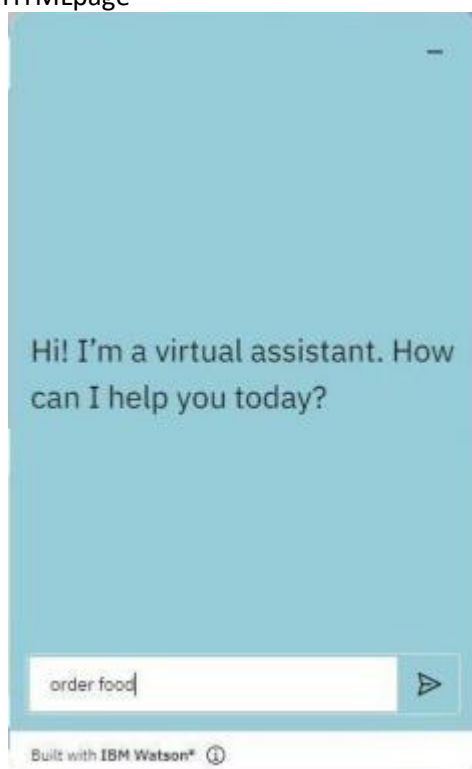 HTMLpage
Hi! I'm a virtual assistant. How
can I help you today?
order food
Built with IBM Watson®